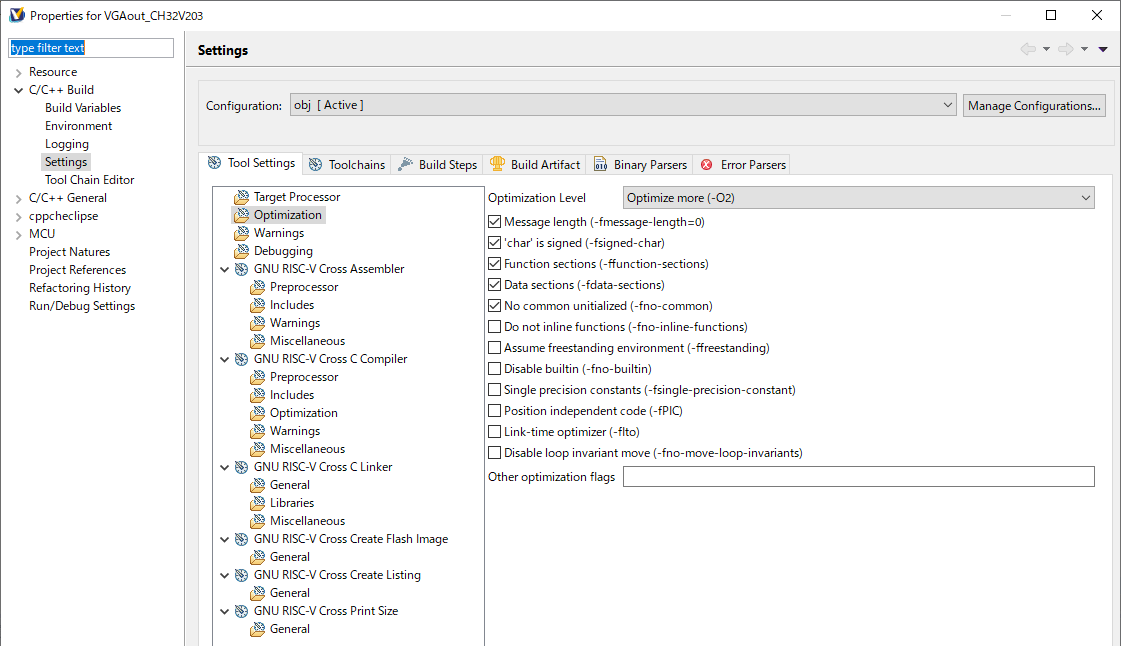 Properties for VGAout_CH32V203
type filter text
Resource
C/C++ Build
Build Variables
Environment
Logging
Settings
Tool Chain Editor
C/C++ General
cppcheclipse
MCU
Project Natures
Project References
Refactoring History
Run/Debug Settings
Settings
Configuration: obj [ Active ] Manage Configurations...
Tool Settings Toolchains Build Steps Build Artifact Binary Parsers Error Parsers
Target Processor
Optimization
Warnings
Debugging
GNU RISC-V Cross Assembler
Preprocessor
Includes
Warnings
Miscellaneous
GNU RISC-V Cross C Compiler
Preprocessor
Includes
Optimization
Warnings
Miscellaneous
GNU RISC-V Cross C Linker
General
Libraries
Miscellaneous
GNU RISC-V Cross Create Flash Image
General
GNU RISC-V Cross Create Listing
General
GNU RISC-V Cross Print Size
General
Optimization Level Optimize more (-O2)
Message length (-fmessage-length=0)
'char' is signed (-fsigned-char)
Function sections (-ffunction-sections)
Data sections (-fdata-sections)
No common unitialized (-fno-common)
Do not inline functions (-fno-inline-functions)
Assume freestanding environment (-ffreestanding)
Disable builtin (-fno-builtin)
Single precision constants (-fsingle-precision-constant)
Position independent code (-fPIC)
Link-time optimizer (-flto)
Disable loop invariant move (-fno-move-loop-invariants)
Other optimization flags